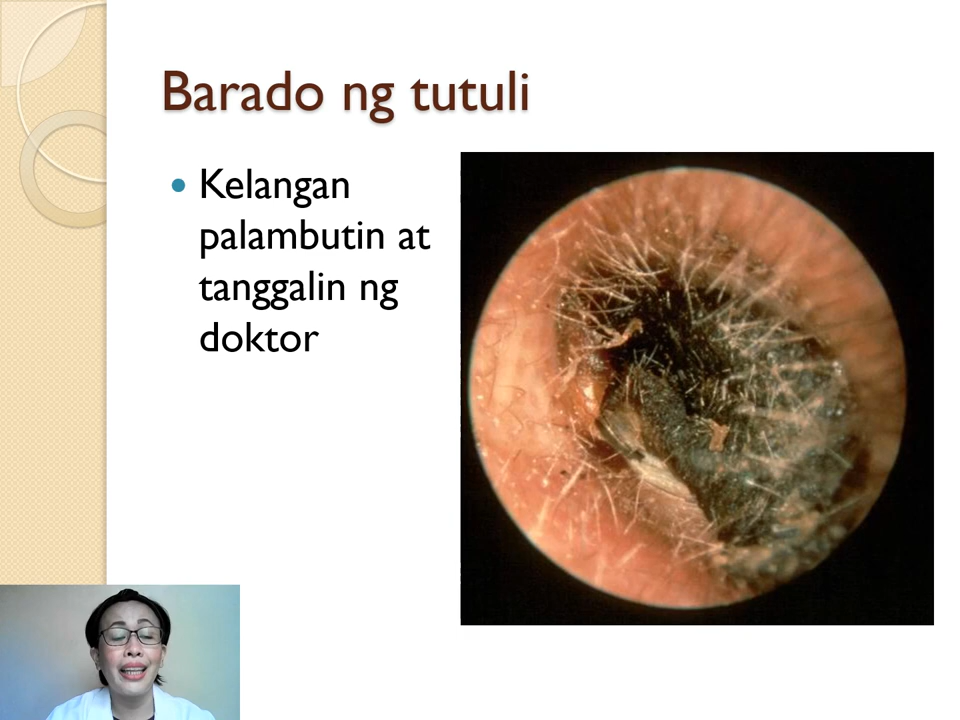 Barado ng tutuli
Kelangan
palambutin at
tanggalin ng
doktor